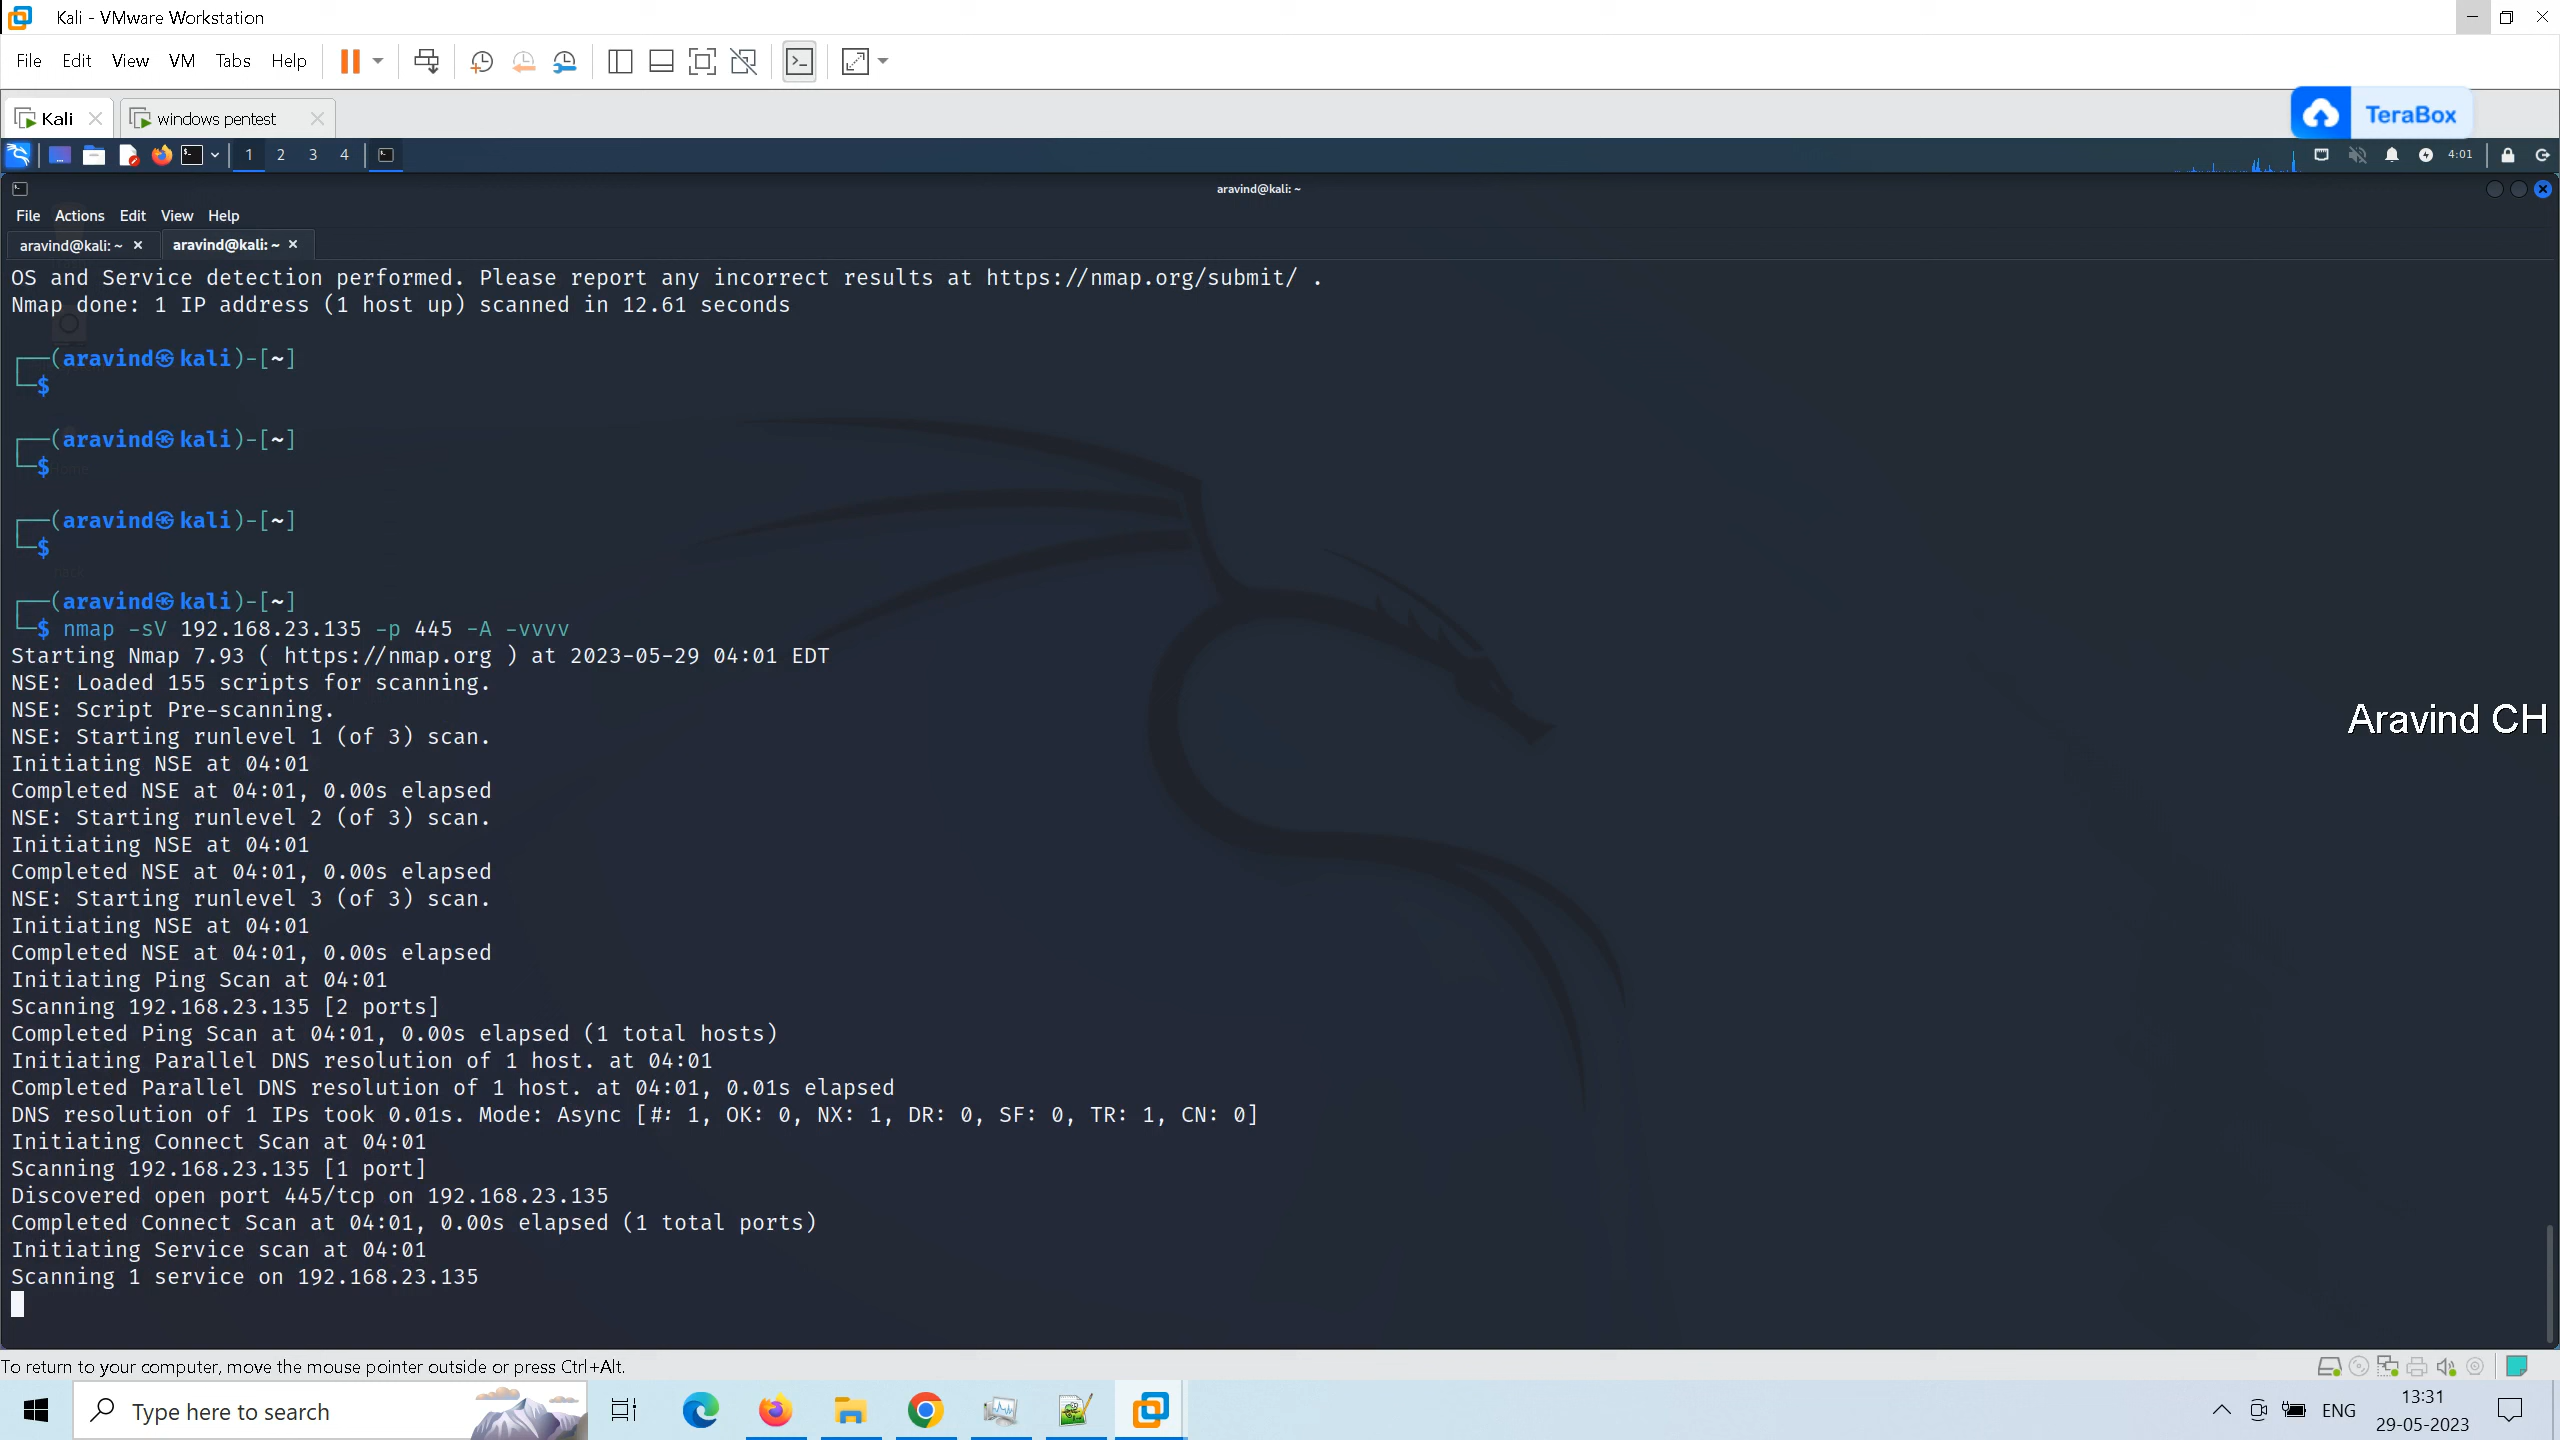 Kali - VMware Workstation
File Edit View VM Tabs Help
Kali windows pentest
TeraBox
1 2 3 4
4:01
aravind@kali: ~
File Actions Edit View Help
aravind@kali: ~ aravind@kali: ~
OS and Service detection performed. Please report any incorrect results at https://nmap.org/submit/ .
Nmap done: 1 IP address (1 host up) scanned in 12.61 seconds
┌──(aravind㉿kali)-[~]
└─$
┌──(aravind㉿kali)-[~]
└─$
┌──(aravind㉿kali)-[~]
└─$
┌──(aravind㉿kali)-[~]
└─$ nmap -sV 192.168.23.135 -p 445 -A -vvvv
Starting Nmap 7.93 ( https://nmap.org ) at 2023-05-29 04:01 EDT
NSE: Loaded 155 scripts for scanning.
NSE: Script Pre-scanning.
NSE: Starting runlevel 1 (of 3) scan.
Initiating NSE at 04:01
Completed NSE at 04:01, 0.00s elapsed
NSE: Starting runlevel 2 (of 3) scan.
Initiating NSE at 04:01
Completed NSE at 04:01, 0.00s elapsed
NSE: Starting runlevel 3 (of 3) scan.
Initiating NSE at 04:01
Completed NSE at 04:01, 0.00s elapsed
Initiating Ping Scan at 04:01
Scanning 192.168.23.135 [2 ports]
Completed Ping Scan at 04:01, 0.00s elapsed (1 total hosts)
Initiating Parallel DNS resolution of 1 host. at 04:01
Completed Parallel DNS resolution of 1 host. at 04:01, 0.01s elapsed
DNS resolution of 1 IPs took 0.01s. Mode: Async [#: 1, OK: 0, NX: 1, DR: 0, SF: 0, TR: 1, CN: 0]
Initiating Connect Scan at 04:01
Scanning 192.168.23.135 [1 port]
Discovered open port 445/tcp on 192.168.23.135
Completed Connect Scan at 04:01, 0.00s elapsed (1 total ports)
Initiating Service scan at 04:01
Scanning 1 service on 192.168.23.135
Aravind CH
To return to your computer, move the mouse pointer outside or press Ctrl+Alt.
Type here to search
ENG
13:31
29-05-2023